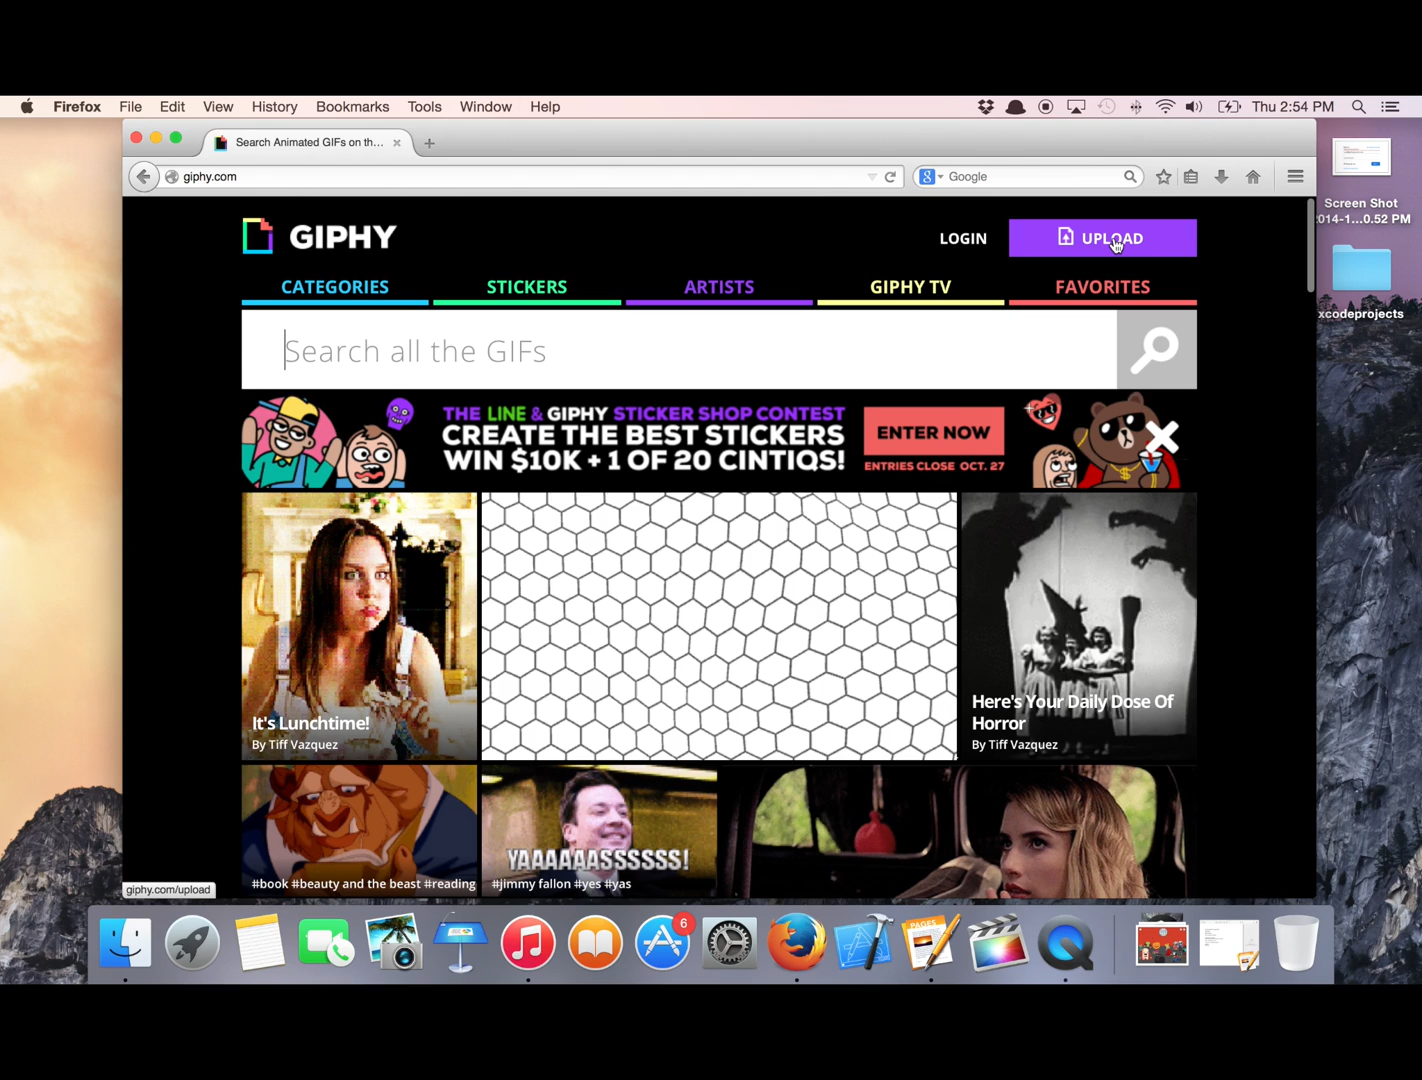 Firefox File Edit View History Bookmarks Tools Window Help Thu 2:54 PM
Search Animated GIFs on th...
giphy.com Google
Screen Shot
014-1...0.52 PM
GIPHY LOGIN UPLOAD
CATEGORIES STICKERS ARTISTS GIPHY TV FAVORITES
xcodeprojects
Search all the GIFs
THE LINE & GIPHY STICKER SHOP CONTEST
CREATE THE BEST STICKERS
WIN $10K + 1 OF 20 CINTIQS!
ENTER NOW
ENTRIES CLOSE OCT. 27
It's Lunchtime!
By Tiff Vazquez
Here's Your Daily Dose Of
Horror
By Tiff Vazquez
YAAAAAASSSSSS!
#book #beauty and the beast #reading
#jimmy fallon #yes #yas
giphy.com/upload
6
PAGES